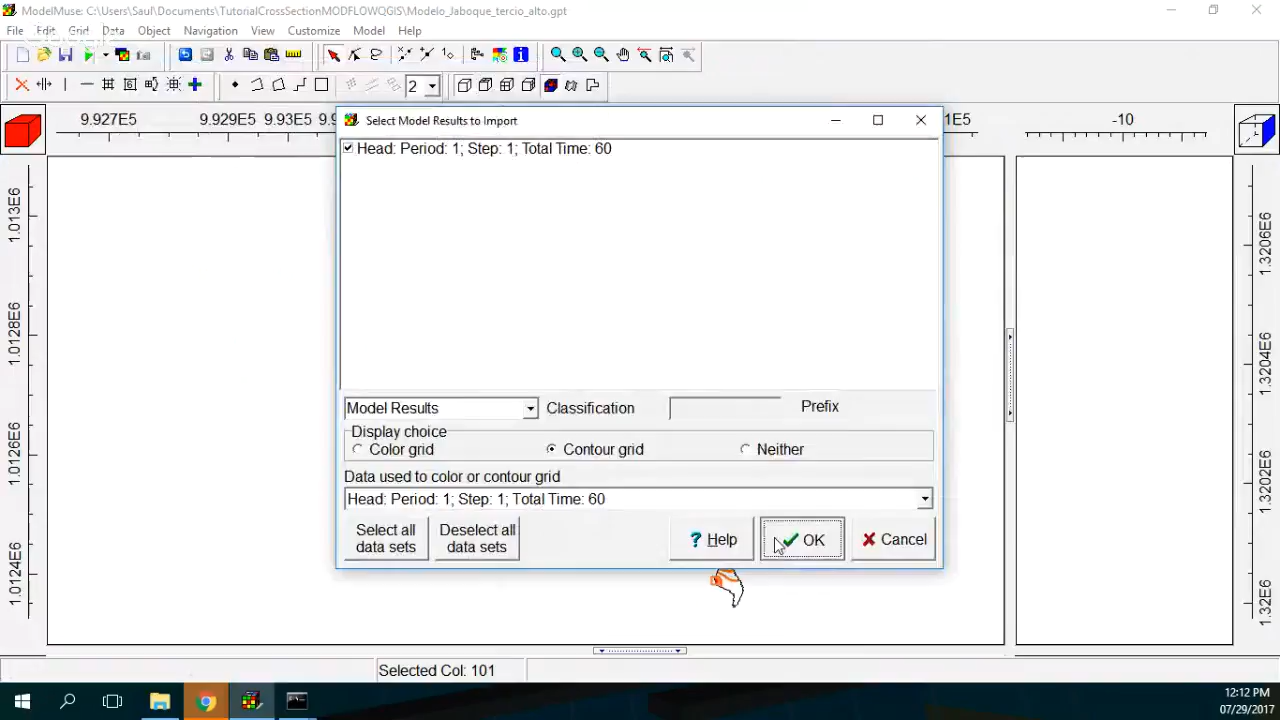 ModelMuse: C:\Users\Saul\Documents\TutorialCrossSectionMODFLOWQGIS\Modelo_Jaboque_tercio_alto.gpt
File Edit Grid Data Object Navigation View Customize Model Help
2
9.927E5 9.929E5 9.93E5
1E5
-10
Select Model Results to Import
Head: Period: 1; Step: 1; Total Time: 60
1.013E6
1.0128E6
1.0126E6
1.0124E6
1.3206E6
1.3204E6
1.3202E6
1.32E6
Model Results Classification Prefix
Display choice
Color grid Contour grid Neither
Data used to color or contour grid
Head: Period: 1; Step: 1; Total Time: 60
Select all data sets
Deselect all data sets
? Help
OK
Cancel
Selected Col: 101
12:12 PM
07/29/2017